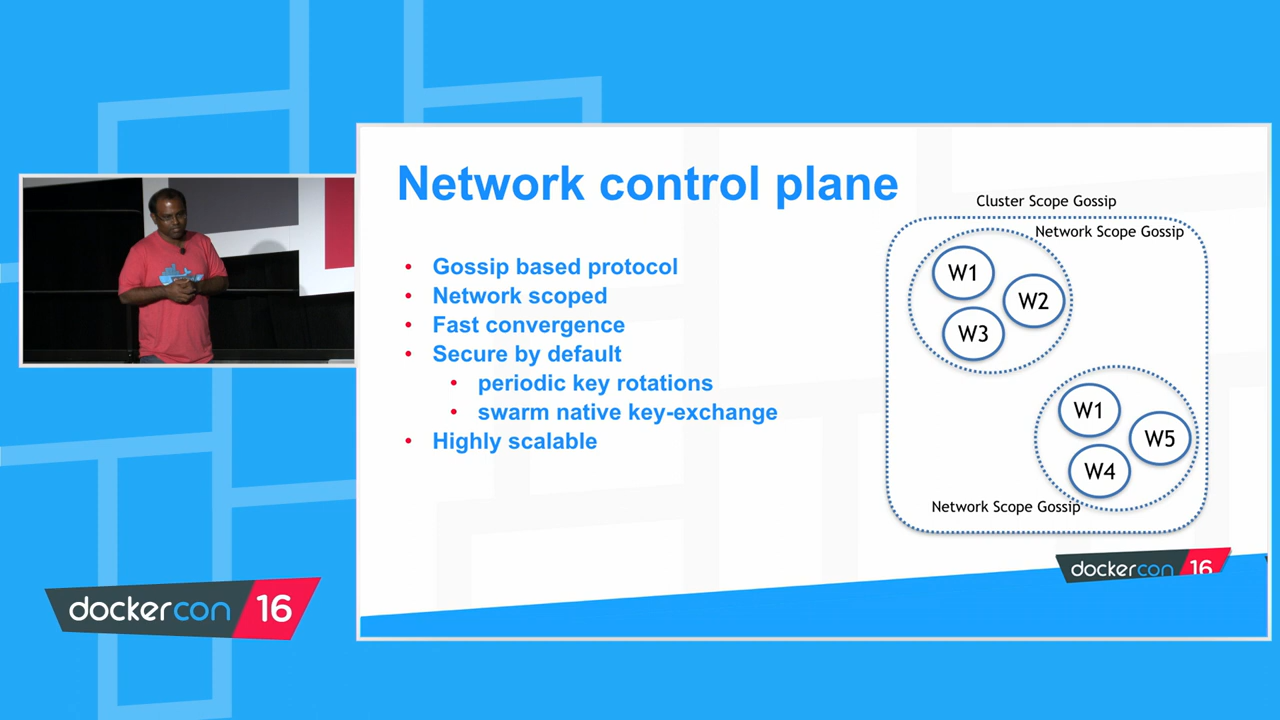 Network control plane
Gossip based protocol
Network scoped
Fast convergence
Secure by default
periodic key rotations
swarm native key-exchange
Highly scalable
Cluster Scope Gossip
Network Scope Gossip
W1
W2
W3
W1
W5
W4
Network Scope Gossip
dockercon 16
dockercon 16